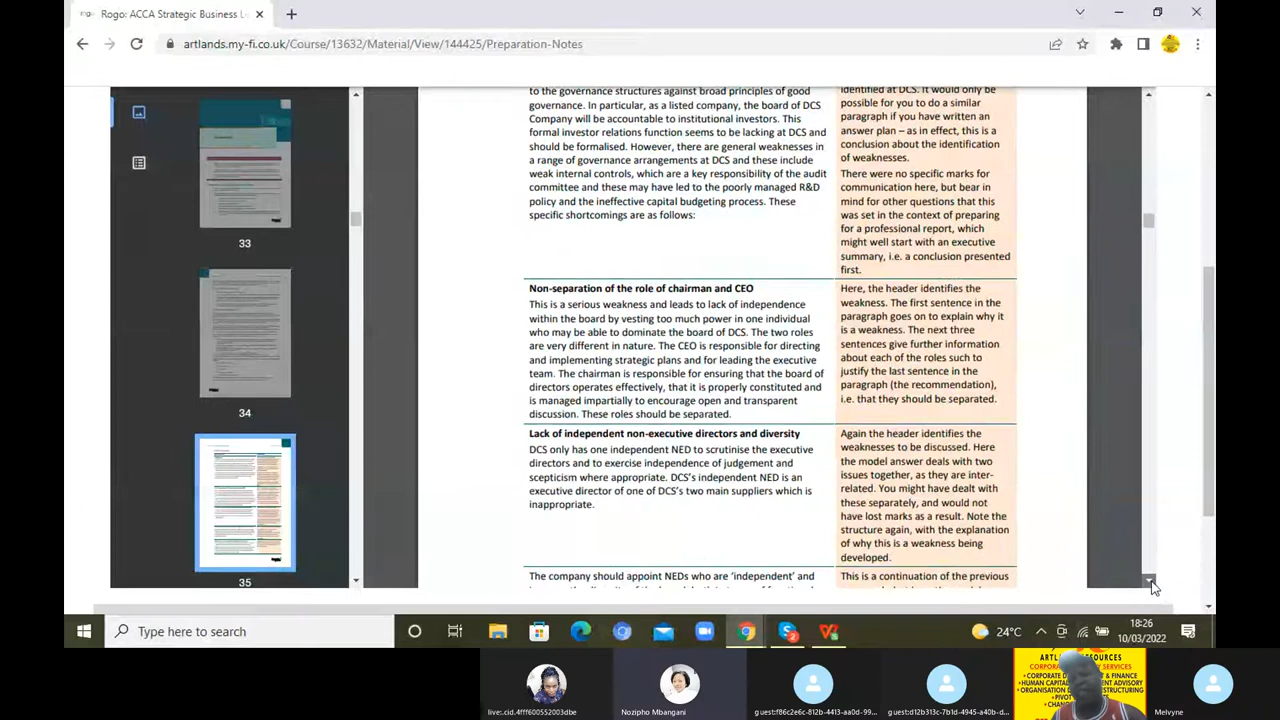 Rogo: ACCA Strategic Business Le
artlands.my-fi.co.uk/Course/13632/Material/View/144425/Preparation-Notes
33
34
35
to the governance structures against broad principles of good
governance. In particular, as a listed company, the board of DCS
Company will be accountable to institutional investors. This
formal investor relations function seems to be lacking at DCS and
should be formalised. However, there are general weaknesses in
a range of governance arrangements at DCS and these include
weak internal controls, which are a key responsibility of the audit
committee and these may have led to the poorly managed R&D
policy and the ineffective capital budgeting process. These
specific shortcomings are as follows:
identified at DCS. It would only be
possible for you to do a similar
paragraph if you have written an
answer plan – as in effect, this is a
conclusion about the identification
of weaknesses.
There were no specific marks for
communication here, but bear in
mind for other questions that this
was set in the context of preparing
for a professional report, which
might well start with an executive
summary, i.e. a conclusion presented
first.
Non-separation of the role of chairman and CEO
This is a serious weakness and leads to lack of independence
within the board by vesting too much power in one individual
who may be able to dominate the board of DCS. The two roles
are very different in nature. The CEO is responsible for directing
and implementing strategic plans and for leading the executive
team. The chairman is responsible for ensuring that the board of
directors operates effectively, that it is properly constituted and
is managed impartially to encourage open and transparent
discussion. These roles should be separated.
Here, the header identifies the
weakness. The first sentence in the
paragraph goes on to explain why it
is a weakness. The next three
sentences give further information
about each of the roles such to
justify the last sentence in the
paragraph (the recommendation),
i.e. that they should be separated.
Lack of independent non-executive directors and diversity
DCS only has one independent NED to scrutinise the executive
directors and to exercise independence of judgement and
scepticism where appropriate. DCS's independent NED is an
executive director of one of DCS's two main suppliers which is
inappropriate.
Again the header identifies the
weaknesses to be discussed. Here
the model answer deals with two
issues together, as they are inter-
related. You might have dealt with
these separately, and would not
have lost marks as a result. Note the
structure again, with the explanation
of why this is a weakness being
developed.
The company should appoint NEDs who are 'independent' and
This is a continuation of the previous
Type here to search
24°C
18:26
10/03/2022
live:.cid.4fff600552003dbe
Nozipho Mbangani
guest:f86c2e6c-812b-4413-aa0d-99...
guest:d12b313c-7b1d-4945-a40b-d...
CORPORATE
& FINANCE
Melvyne